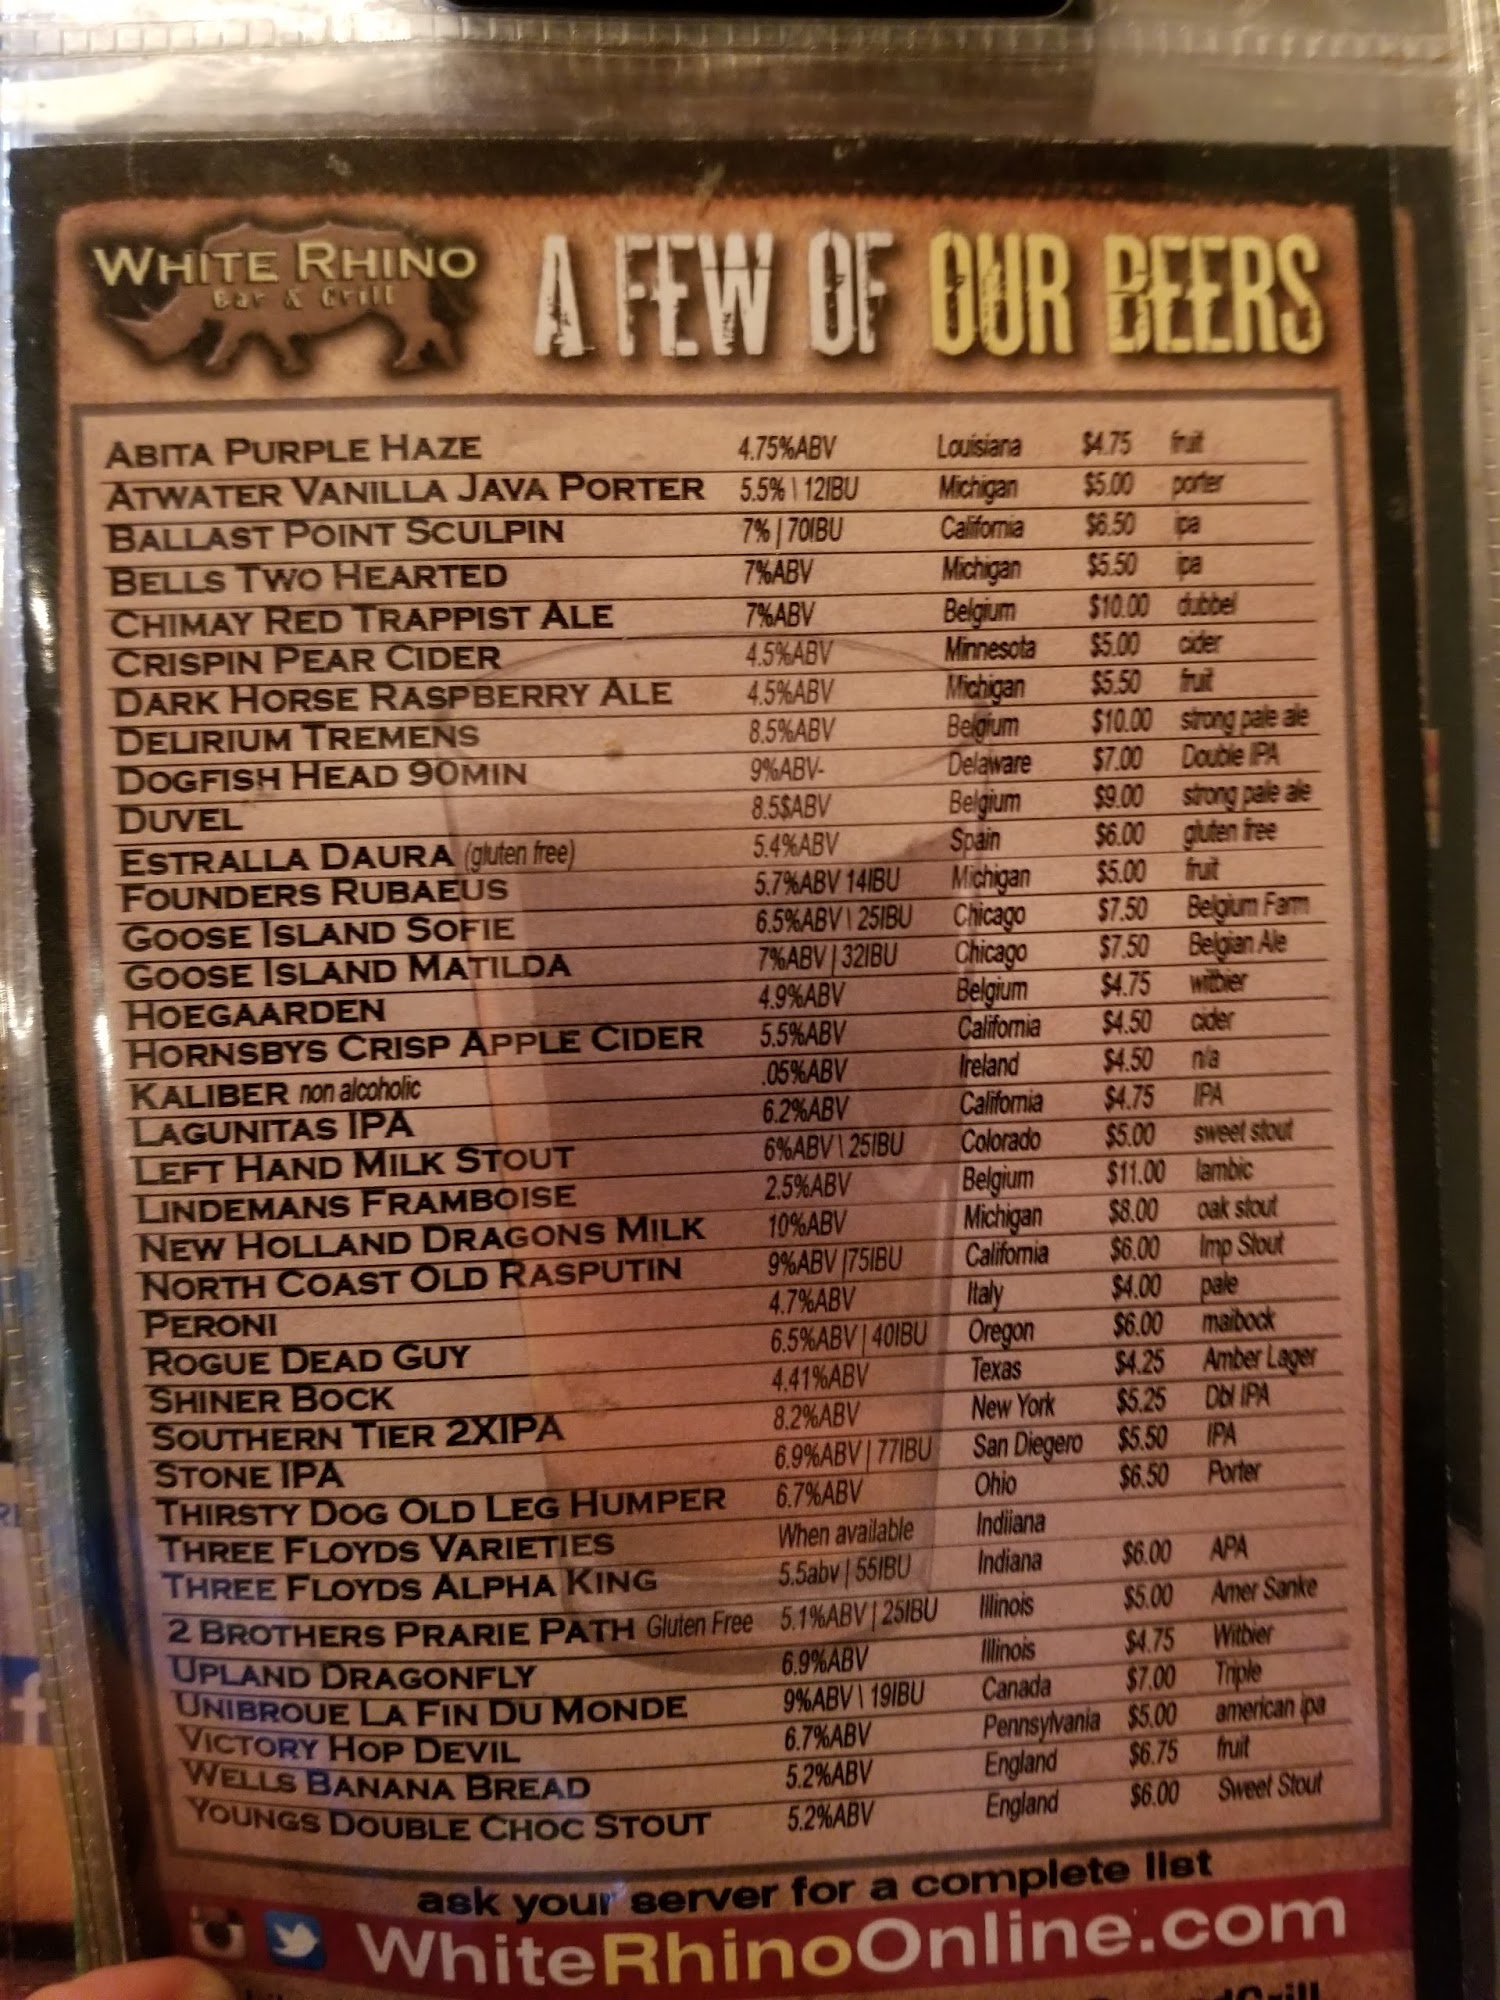 WHITE RHINO
Bar & Grill
A FEW OF OUR BEERS
ABITA PURPLE HAZE 4.75%ABV Louisiana $4.75 fruit
ATWATER VANILLA JAVA PORTER 5.5% \ 12IBU Michigan $5.00 porter
BALLAST POINT SCULPIN 7% | 70IBU California $6.50 ipa
BELLS TWO HEARTED 7%ABV Michigan $5.50 ipa
CHIMAY RED TRAPPIST ALE 7%ABV Belgium $10.00 dubbel
CRISPIN PEAR CIDER 4.5%ABV Minnesota $5.00 cider
DARK HORSE RASPBERRY ALE 4.5%ABV Michigan $5.50 fruit
DELIRIUM TREMENS 8.5%ABV Belgium $10.00 strong pale ale
DOGFISH HEAD 90MIN 9%ABV- Delaware $7.00 Double IPA
DUVEL 8.5$ABV Belgium $9.00 strong pale ale
ESTRALLA DAURA (gluten free) 5.4%ABV Spain $6.00 gluten free
FOUNDERS RUBAEUS 5.7%ABV 14IBU Michigan $5.00 fruit
GOOSE ISLAND SOFIE 6.5%ABV \ 25IBU Chicago $7.50 Belgium Farm
GOOSE ISLAND MATILDA 7%ABV | 32IBU Chicago $7.50 Belgian Ale
HOEGAARDEN 4.9%ABV Belgium $4.75 witbier
HORNSBYS CRISP APPLE CIDER 5.5%ABV California $4.50 cider
KALIBER non alcoholic .05%ABV Ireland $4.50 n/a
LAGUNITAS IPA 6.2%ABV California $4.75 IPA
LEFT HAND MILK STOUT 6%ABV \ 25IBU Colorado $5.00 sweet stout
LINDEMANS FRAMBOISE 2.5%ABV Belgium $11.00 lambic
NEW HOLLAND DRAGONS MILK 10%ABV Michigan $8.00 oak stout
NORTH COAST OLD RASPUTIN 9%ABV |75IBU California $6.00 Imp Stout
PERONI 4.7%ABV Italy $4.00 pale
ROGUE DEAD GUY 6.5%ABV | 40IBU Oregon $6.00 maibock
SHINER BOCK 4.41%ABV Texas $4.25 Amber Lager
SOUTHERN TIER 2XIPA 8.2%ABV New York $5.25 Dbl IPA
STONE IPA 6.9%ABV | 77IBU San Diegero $5.50 IPA
THIRSTY DOG OLD LEG HUMPER 6.7%ABV Ohio $6.50 Porter
THREE FLOYDS VARIETIES When available Indiiana
THREE FLOYDS ALPHA KING 5.5abv | 55IBU Indiana $6.00 APA
2 BROTHERS PRARIE PATH Gluten Free 5.1%ABV | 25IBU Illinois $5.00 Amer Sanke
UPLAND DRAGONFLY 6.9%ABV Illinois $4.75 Witbier
UNIBROUE LA FIN DU MONDE 9%ABV \ 19IBU Canada $7.00 Triple
VICTORY HOP DEVIL 6.7%ABV Pennsylvania $5.00 american ipa
WELLS BANANA BREAD 5.2%ABV England $6.75 fruit
YOUNGS DOUBLE CHOC STOUT 5.2%ABV England $6.00 Sweet Stout
ask your server for a complete list
WhiteRhinoOnline.com